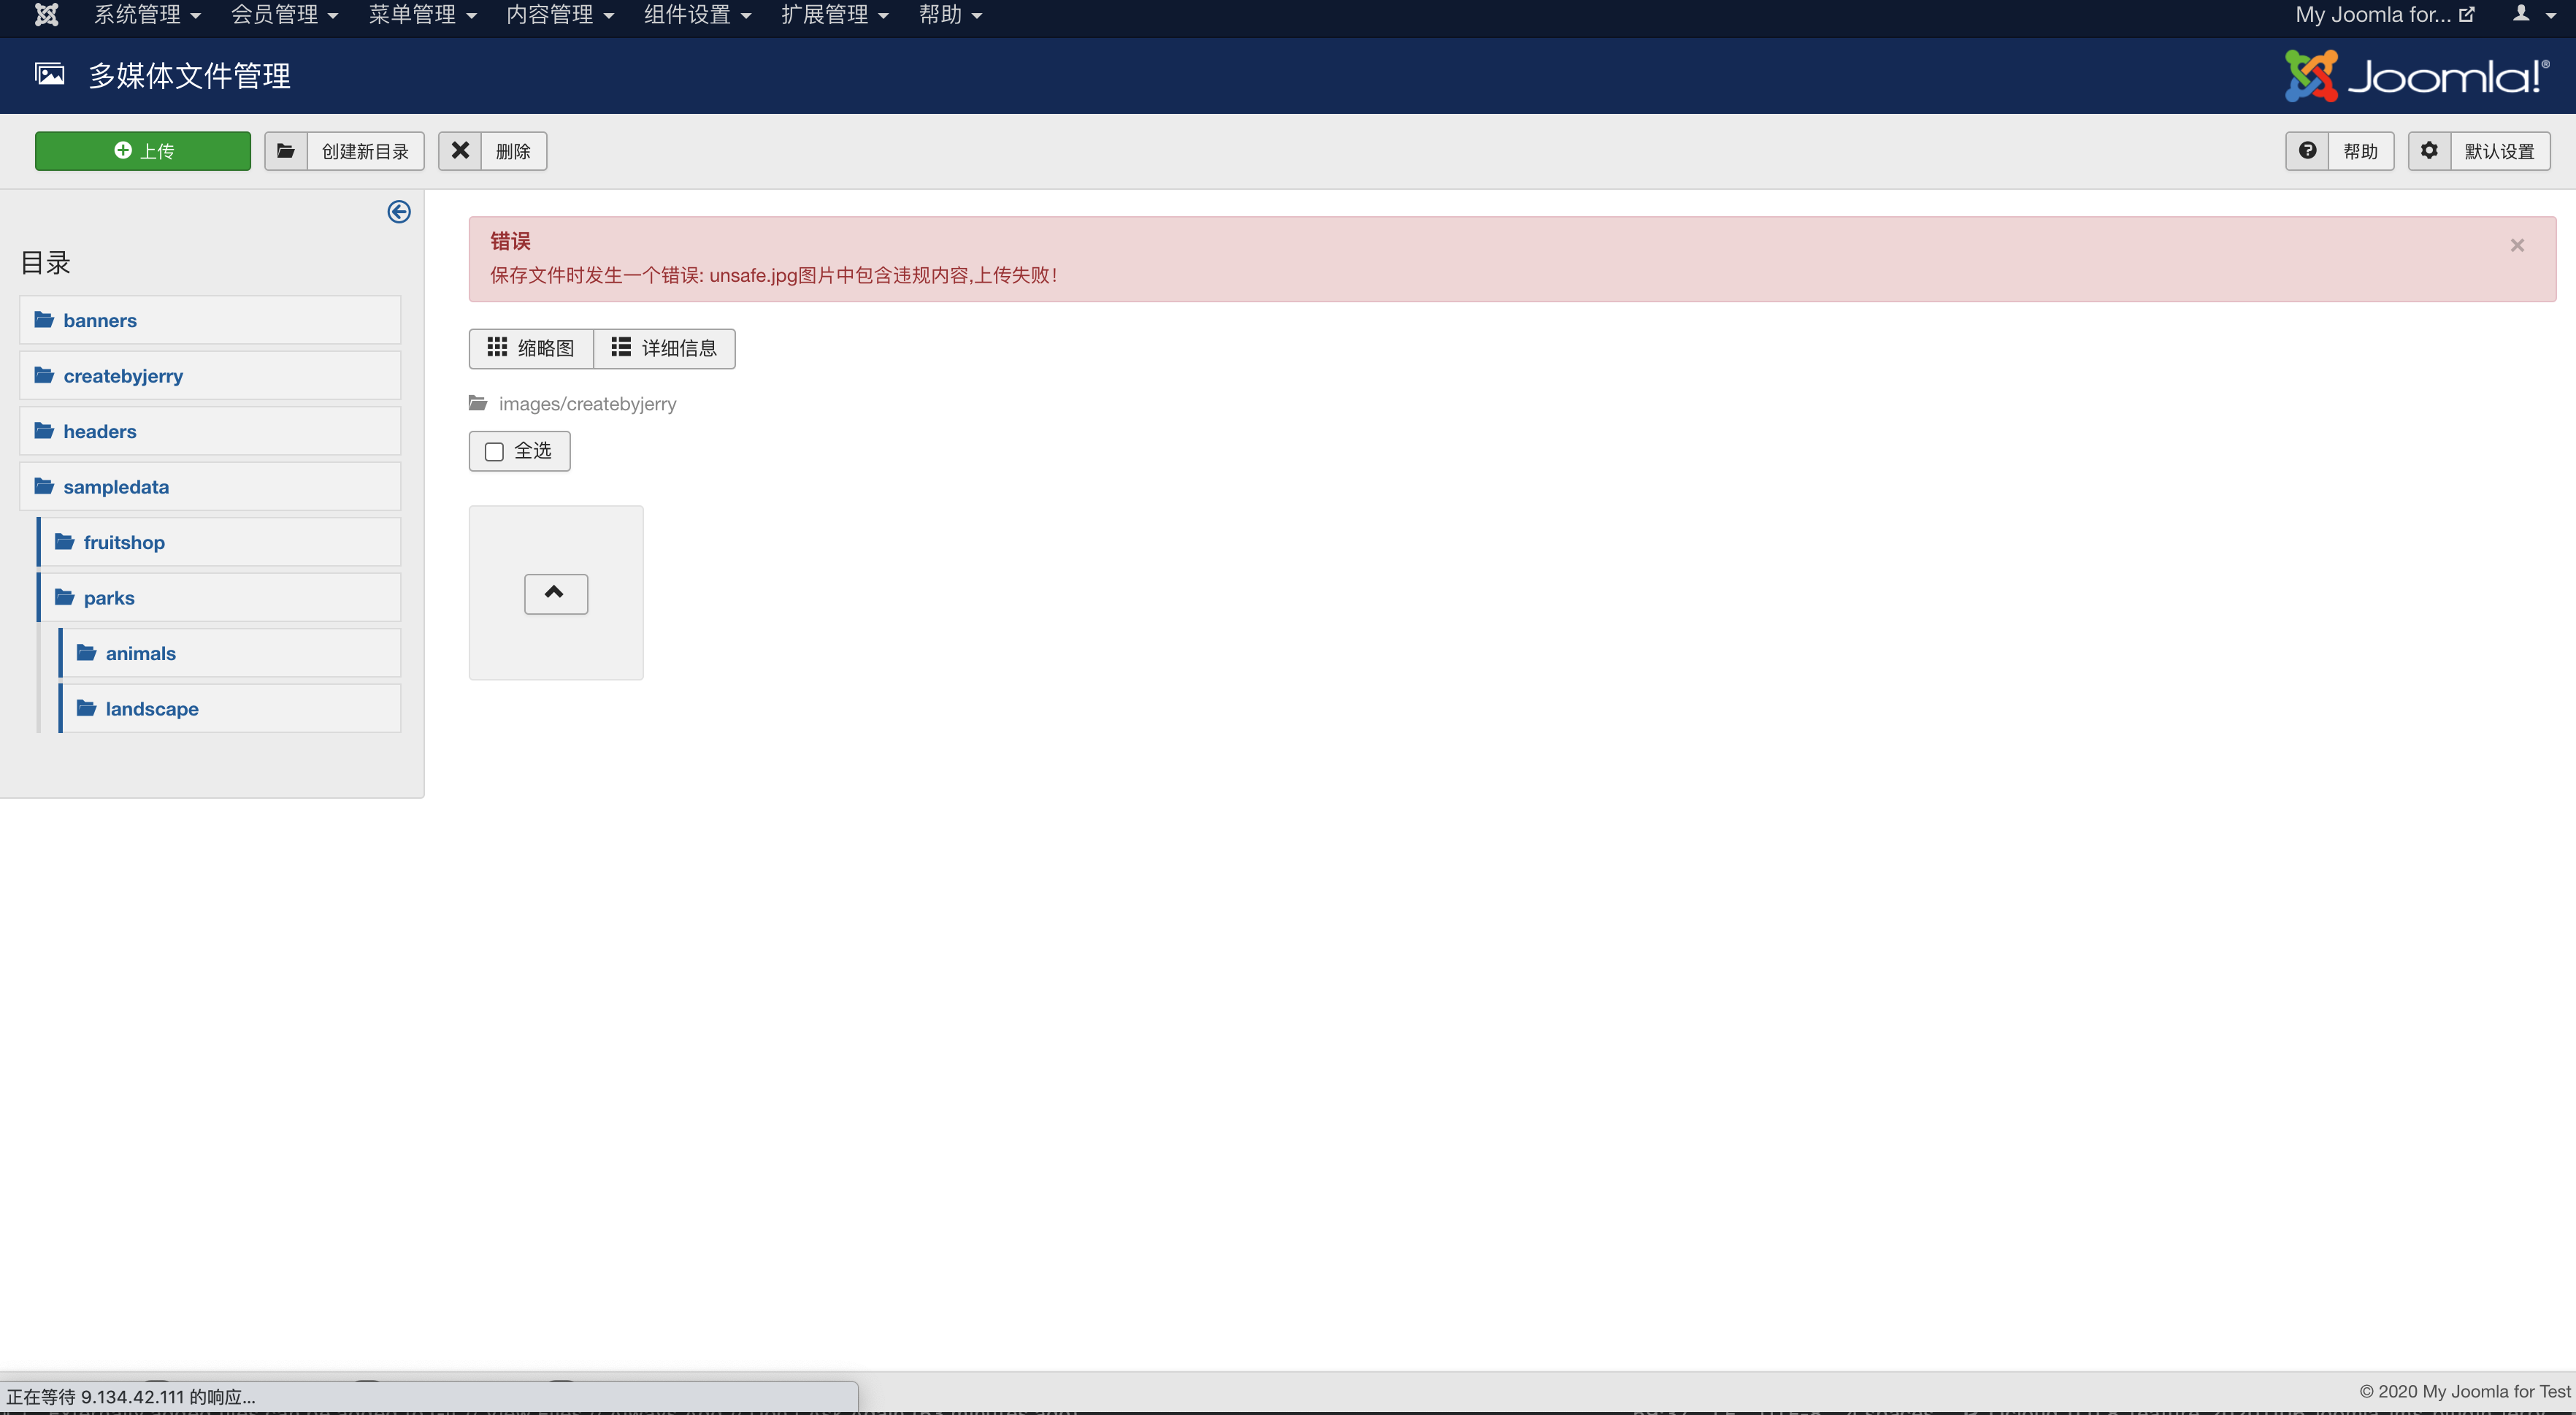 系统管理 会员管理 菜单管理 内容管理 组件设置 扩展管理 帮助 My Joomla for...
多媒体文件管理 Joomla!®
上传 创建新目录 删除 帮助 默认设置
目录
banners
createbyjerry
headers
sampledata
fruitshop
parks
animals
landscape
错误
保存文件时发生一个错误: unsafe.jpg图片中包含违规内容,上传失败!
缩略图 详细信息
images/createbyjerry
全选
正在等待 9.134.42.111 的响应...
© 2020 My Joomla for Test